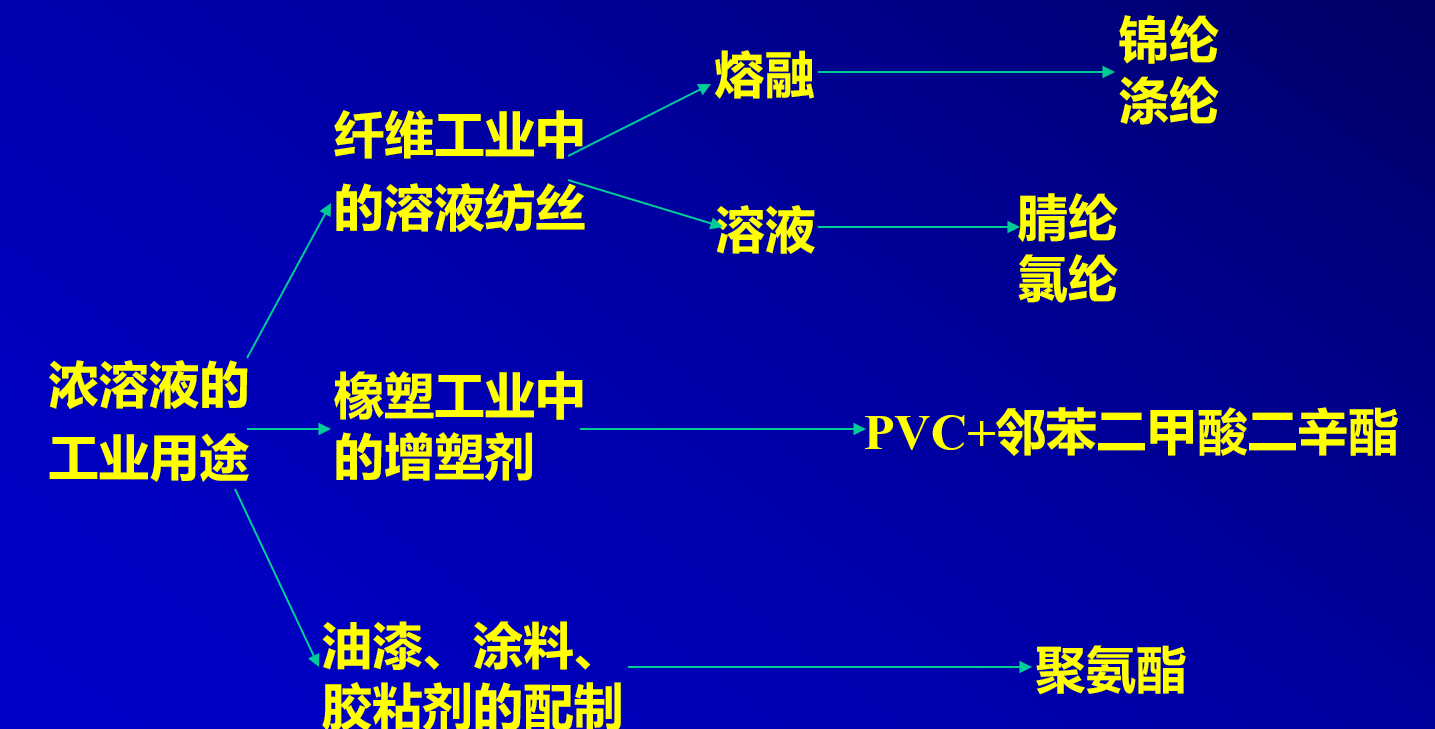 浓溶液的
工业用途
纤维工业中
的溶液纺丝
熔融
锦纶
涤纶
溶液
腈纶
氯纶
橡塑工业中
的增塑剂
PVC+邻苯二甲酸二辛酯
油漆、涂料、
胶粘剂的配制
聚氨酯